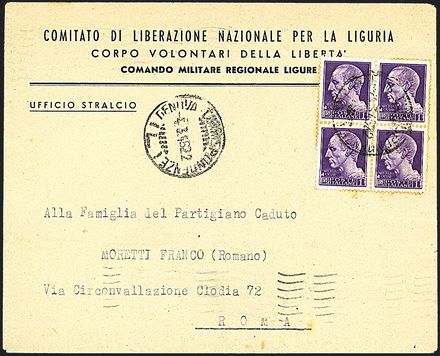 COMITATO DI LIBERAZIONE NAZIONALE PER LA LIGURIA
CORPO VOLONTARI DELLA LIBERTA'
COMANDO MILITARE REGIONALE LIGURE
UFFICIO STRALCIO
GENOVA
CORRISPONDENZE
Alla Famiglia del Partigiano Caduto
MORETTI FRANCO (Romano)
Via Circonvallazione Clodia 72
R O M A